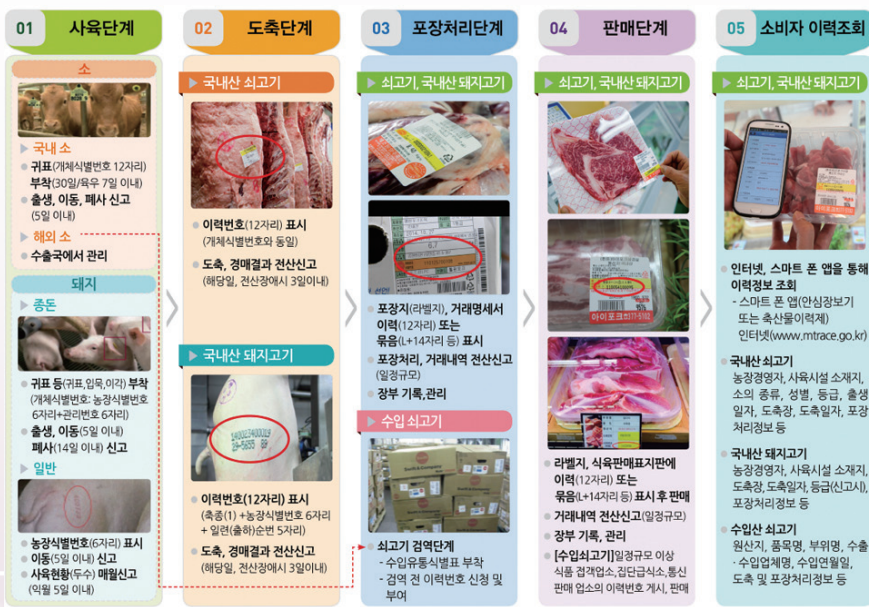 01 사육단계
소
국내 소
귀표(개체식별번호 12자리)
부착(30일/육우 7일 이내)
출생, 이동, 폐사 신고
(5일 이내)
해외 소
수출국에서 관리
돼지
종돈
귀표 등(귀표,입묵,이각) 부착
(개체식별번호: 농장식별번호
6자리+관리번호 6자리)
출생, 이동(5일 이내)
폐사(14일 이내) 신고
일반
농장식별번호(6자리) 표시
이동(5일 이내) 신고
사육현황(두수) 매월신고
(익월 5일 이내)
02 도축단계
국내산 쇠고기
이력번호(12자리) 표시
(개체식별번호와 동일)
도축, 경매결과 전산신고
(해당일, 전산장애시 3일이내)
국내산 돼지고기
이력번호(12자리) 표시
(축종(1) +농장식별번호 6자리
+ 일련(출하)순번 5자리)
도축, 경매결과 전산신고
(해당일, 전산장애시 3일이내)
03 포장처리단계
쇠고기, 국내산 돼지고기
포장지(라벨지), 거래명세서
이력(12자리) 또는
묶음(L+14자리 등) 표시
포장처리, 거래내역 전산신고
(일정규모)
장부 기록,관리
수입 쇠고기
쇠고기 검역단계
- 수입유통식별표 부착
- 검역 전 이력번호 신청 및
부여
04 판매단계
쇠고기, 국내산 돼지고기
아이포크
라벨지, 식육판매표지판에
이력(12자리) 또는
묶음(L+14자리 등) 표시 후 판매
거래내역 전산신고(일정규모)
장부 기록, 관리
[수입쇠고기]일정규모 이상
식품 접객업소,집단급식소,통신
판매 업소의 이력번호 게시, 판매
05 소비자 이력조회
쇠고기, 국내산 돼지고기
인터넷, 스마트 폰 앱을 통해
이력정보 조회
- 스마트 폰 앱(안심장보기
또는 축산물이력제)
인터넷(www.mtrace.go.kr)
국내산 쇠고기
농장경영자, 사육시설 소재지,
소의 종류, 성별, 등급, 출생
일자, 도축장, 도축일자, 포장
처리정보 등
국내산 돼지고기
농장경영자, 사육시설 소재지,
도축장, 도축일자, 등급(신고시),
포장처리정보 등
수입산 쇠고기
원산지, 품목명, 부위명, 수출
· 수입업체명, 수입연월일,
도축 및 포장처리정보 등